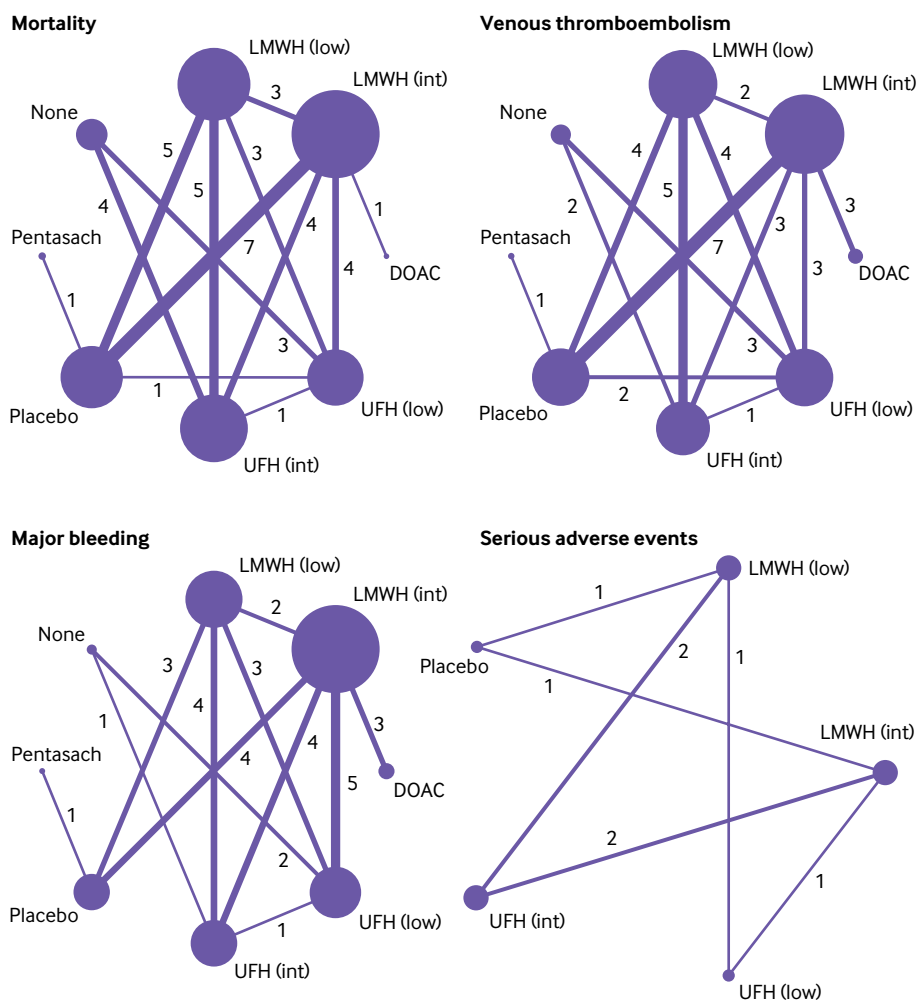 Mortality
LMWH (low)
LMWH (int)
None
3
5
3
4
5
4
1
Pentasach
7
DOAC
4
1
3
1
Placebo
1
UFH (low)
UFH (int)
Venous thromboembolism
LMWH (low)
LMWH (int)
None
2
4
4
2
5
3
3
Pentasach
7
DOAC
3
1
3
2
Placebo
1
UFH (low)
UFH (int)
Major bleeding
LMWH (low)
LMWH (int)
None
2
3
3
1
4
4
3
Pentasach
4
DOAC
5
1
2
Placebo
1
UFH (low)
UFH (int)
Serious adverse events
LMWH (low)
1
Placebo
2
1
1
LMWH (int)
2
1
UFH (int)
UFH (low)